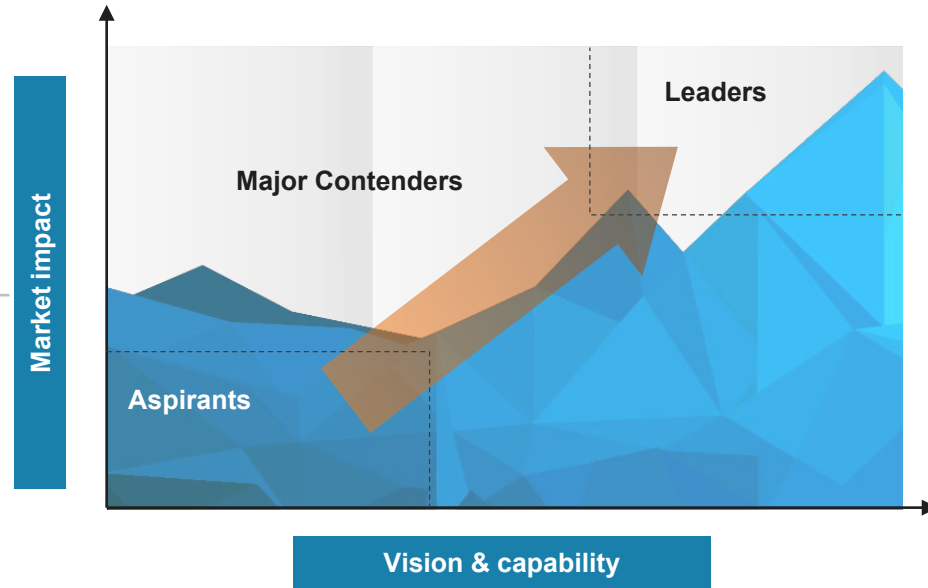 Leaders
Major Contenders
Market impact
Aspirants
Vision & capability